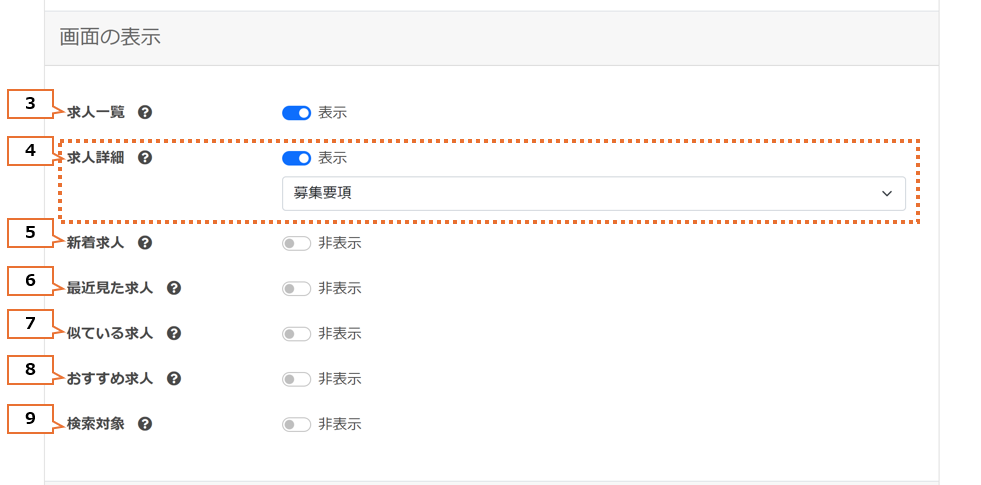 画面の表示
3 求人一覧 ? 表示
4 求人詳細 ? 表示
募集要項
5 新着求人 ? 非表示
6 最近見た求人 ? 非表示
7 似ている求人 ? 非表示
8 おすすめ求人 ? 非表示
9 検索対象 ? 非表示